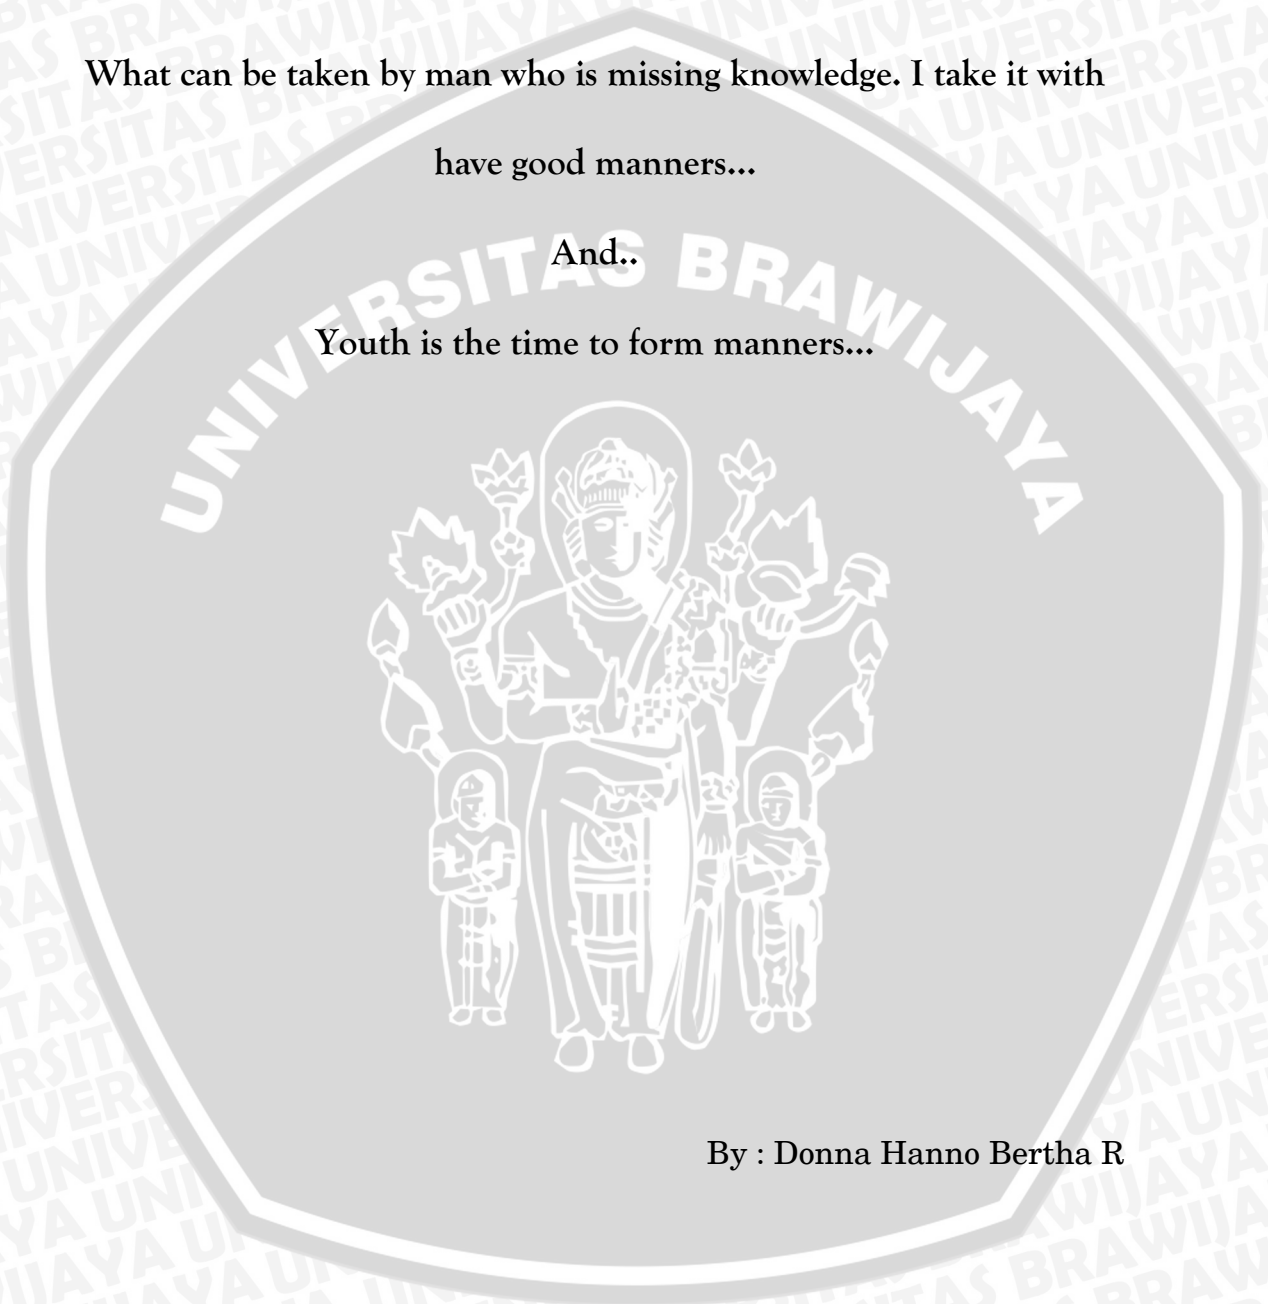 What can be taken by man who is missing knowledge. I take it with
have good manners...
And..
UNIVERSITAS BRAWIJAYA
Youth is the time to form manners...
By : Donna Hanno Bertha R